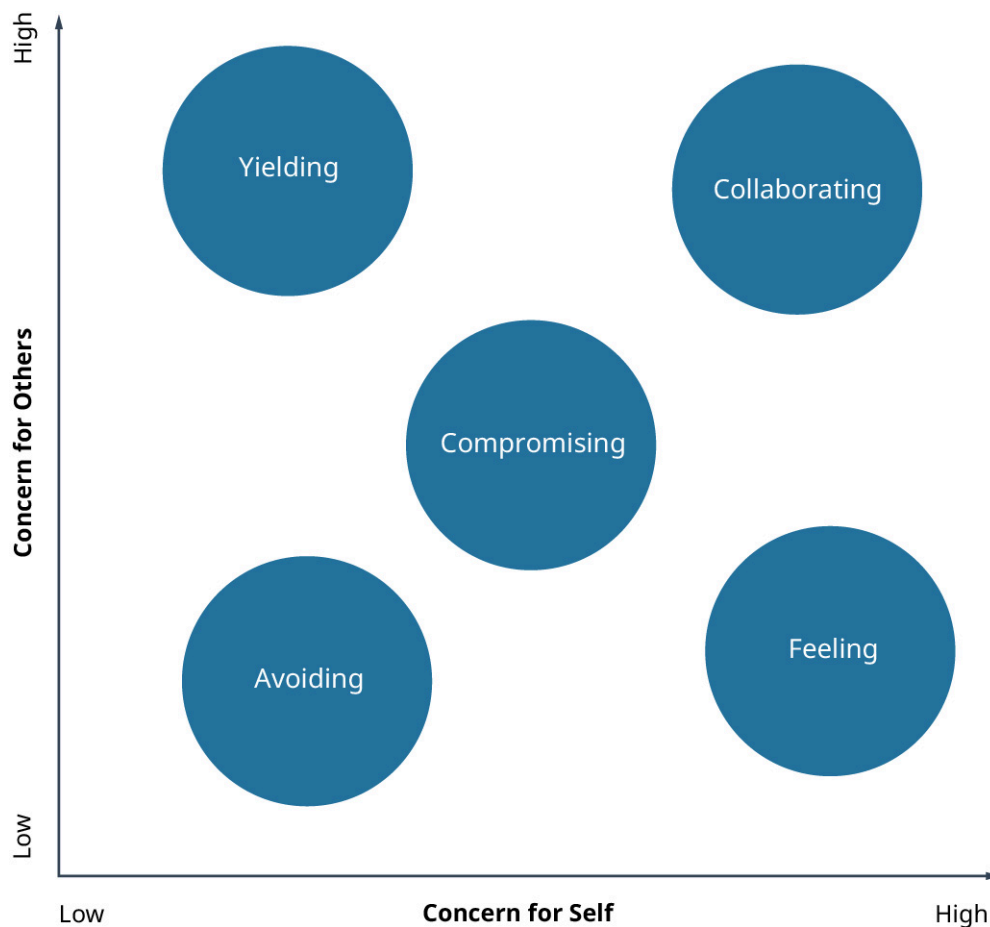 High
Yielding
Collaborating
Concern for Others
Compromising
Feeling
Avoiding
Low
Low
Concern for Self
High